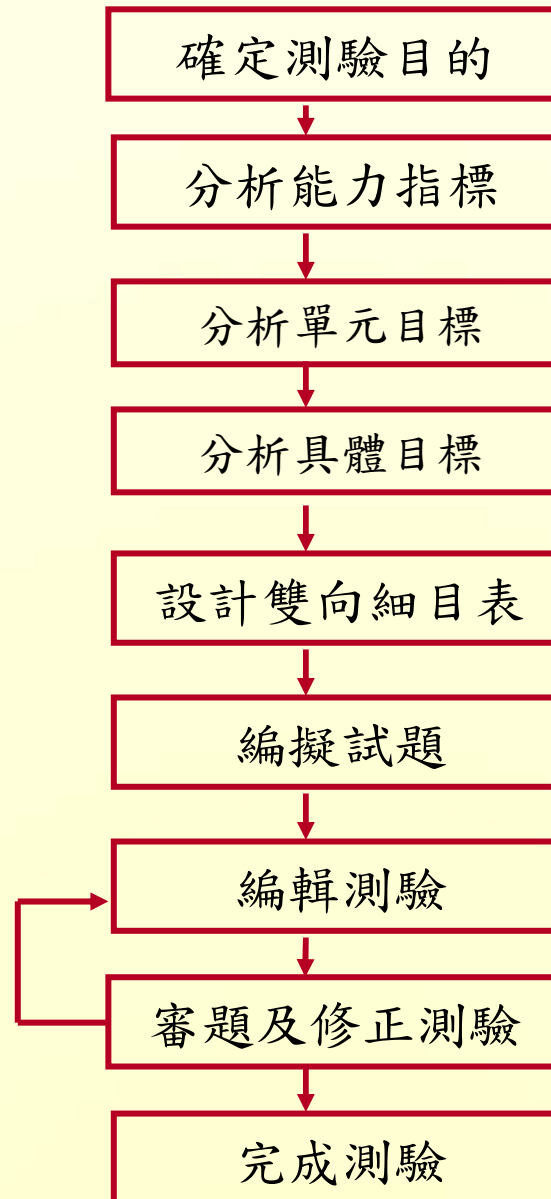 確定測驗目的
分析能力指標
分析單元目標
分析具體目標
設計雙向細目表
編擬試題
編輯測驗
審題及修正測驗
完成測驗